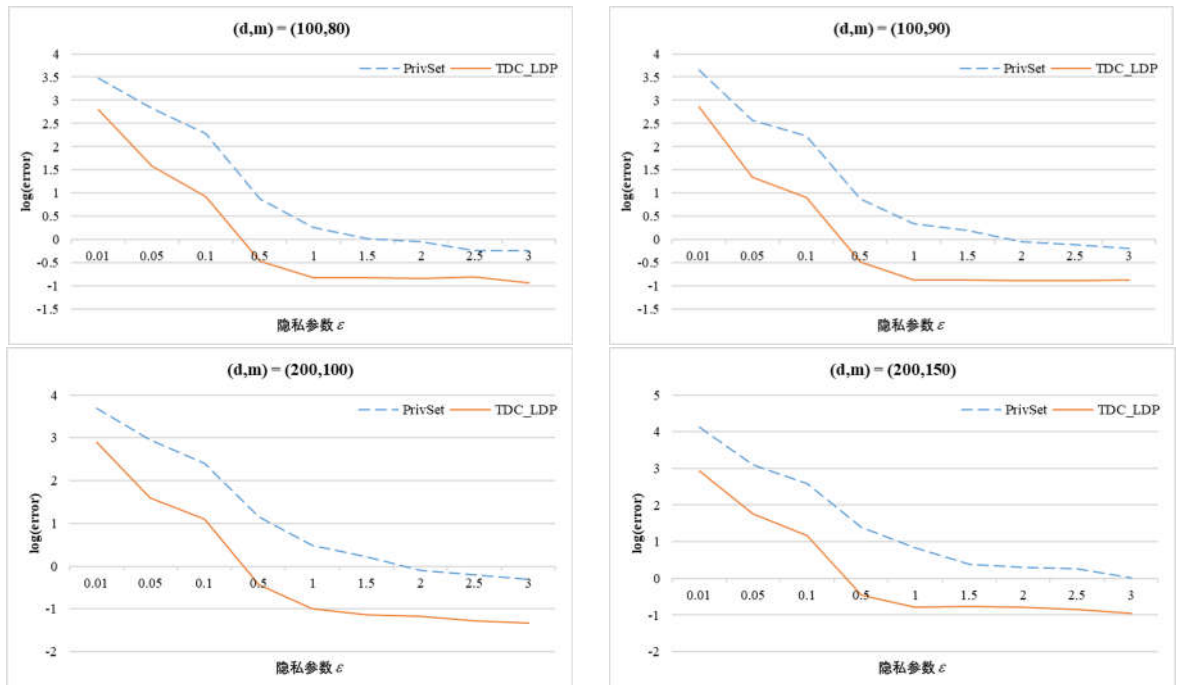 (d,m) = (100,80)
PrivSet TDC_LDP
4
3.5
3
2.5
2
1.5
1
0.5
0
-0.5
-1
-1.5
log(error)
0.01 0.05 0.1 0.5 1 1.5 2 2.5 3
隐私参数 ε
(d,m) = (100,90)
PrivSet TDC_LDP
4
3.5
3
2.5
2
1.5
1
0.5
0
-0.5
-1
-1.5
log(error)
0.01 0.05 0.1 0.5 1 1.5 2 2.5 3
隐私参数 ε
(d,m) = (200,100)
PrivSet TDC_LDP
4
3
2
1
0
-1
-2
log(error)
0.01 0.05 0.1 0.5 1 1.5 2 2.5 3
隐私参数 ε
(d,m) = (200,150)
PrivSet TDC_LDP
5
4
3
2
1
0
-1
-2
log(error)
0.01 0.05 0.1 0.5 1 1.5 2 2.5 3
隐私参数 ε